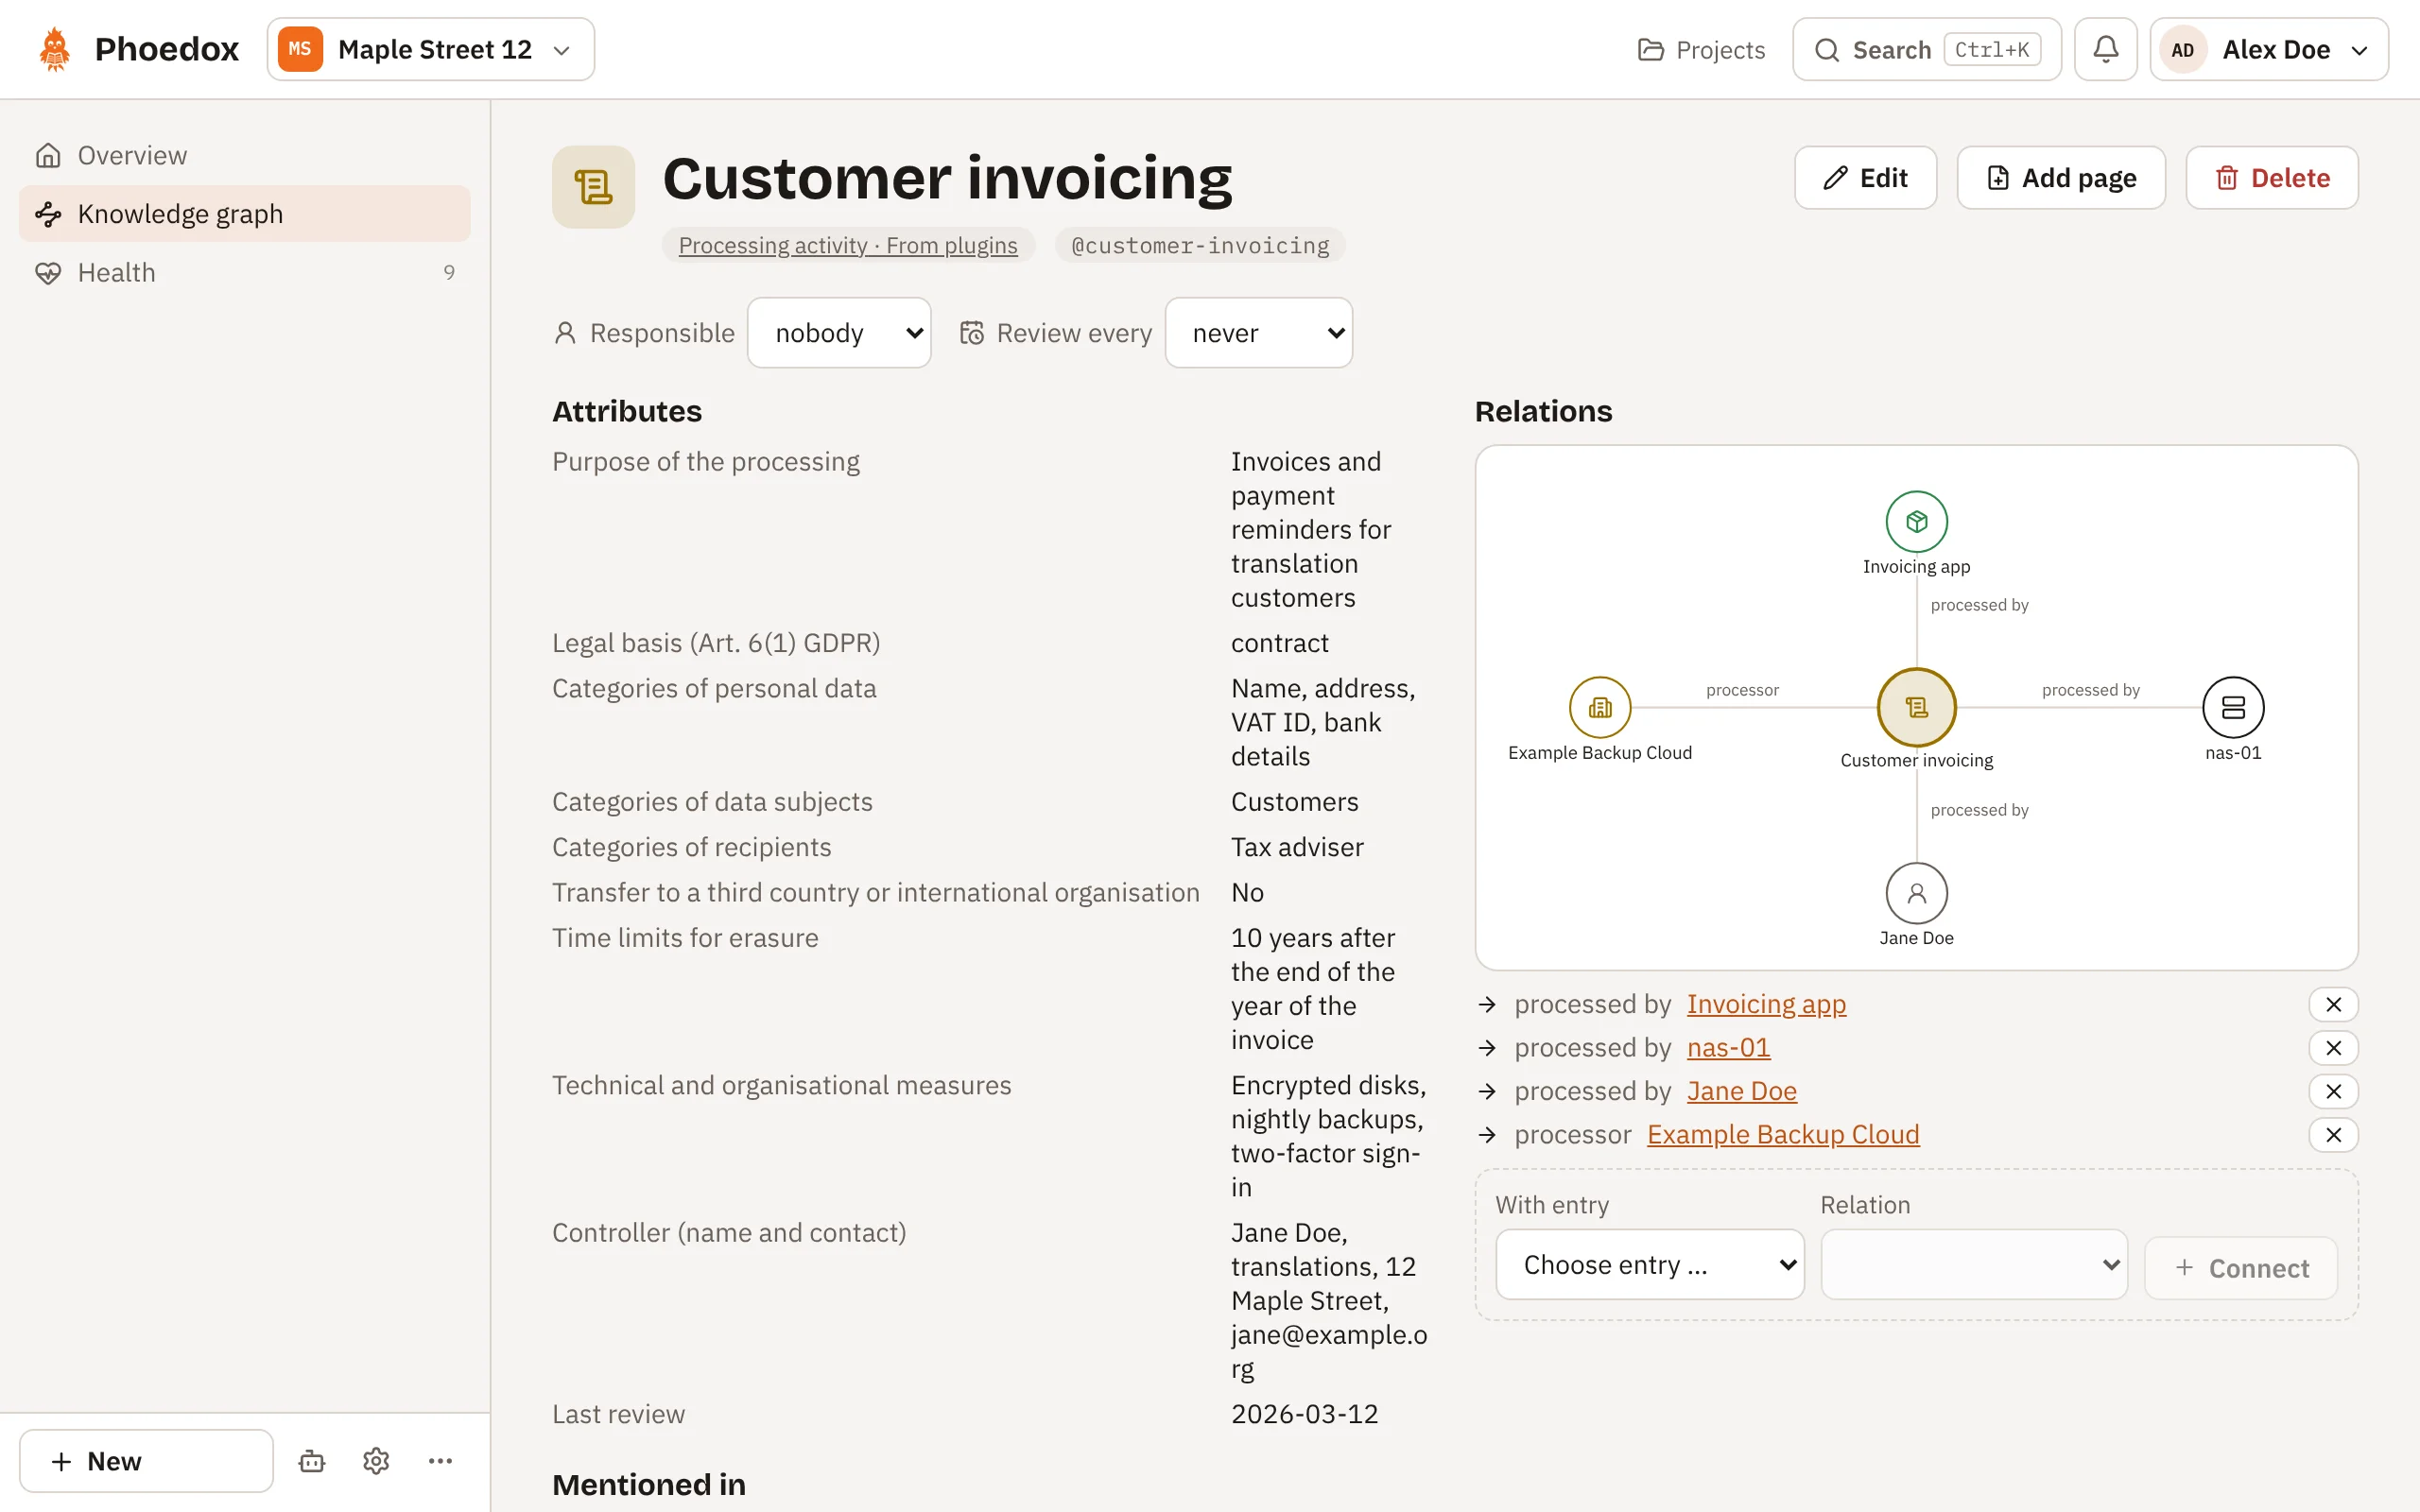 Phoedox
MS Maple Street 12
Projects
Search Ctrl+K
AD Alex Doe
Overview
Knowledge graph
Health 9
Customer invoicing
Processing activity · From plugins @customer-invoicing
Edit
Add page
Delete
Responsible nobody
Review every never
Attributes
Purpose of the processing
Invoices and
payment
reminders for
translation
customers
Legal basis (Art. 6(1) GDPR)
contract
Categories of personal data
Name, address,
VAT ID, bank
details
Categories of data subjects
Customers
Categories of recipients
Tax adviser
Transfer to a third country or international organisation
No
Time limits for erasure
10 years after
the end of the
year of the
invoice
Technical and organisational measures
Encrypted disks,
nightly backups,
two-factor sign-
in
Controller (name and contact)
Jane Doe,
translations, 12
Maple Street,
jane@example.o
rg
Last review
2026-03-12
Mentioned in
Relations
Invoicing app
processed by
processor
processed by
Example Backup Cloud
Customer invoicing
nas-01
processed by
Jane Doe
→ processed by Invoicing app
→ processed by nas-01
→ processed by Jane Doe
→ processor Example Backup Cloud
With entry
Relation
Choose entry ...
+ Connect
+ New